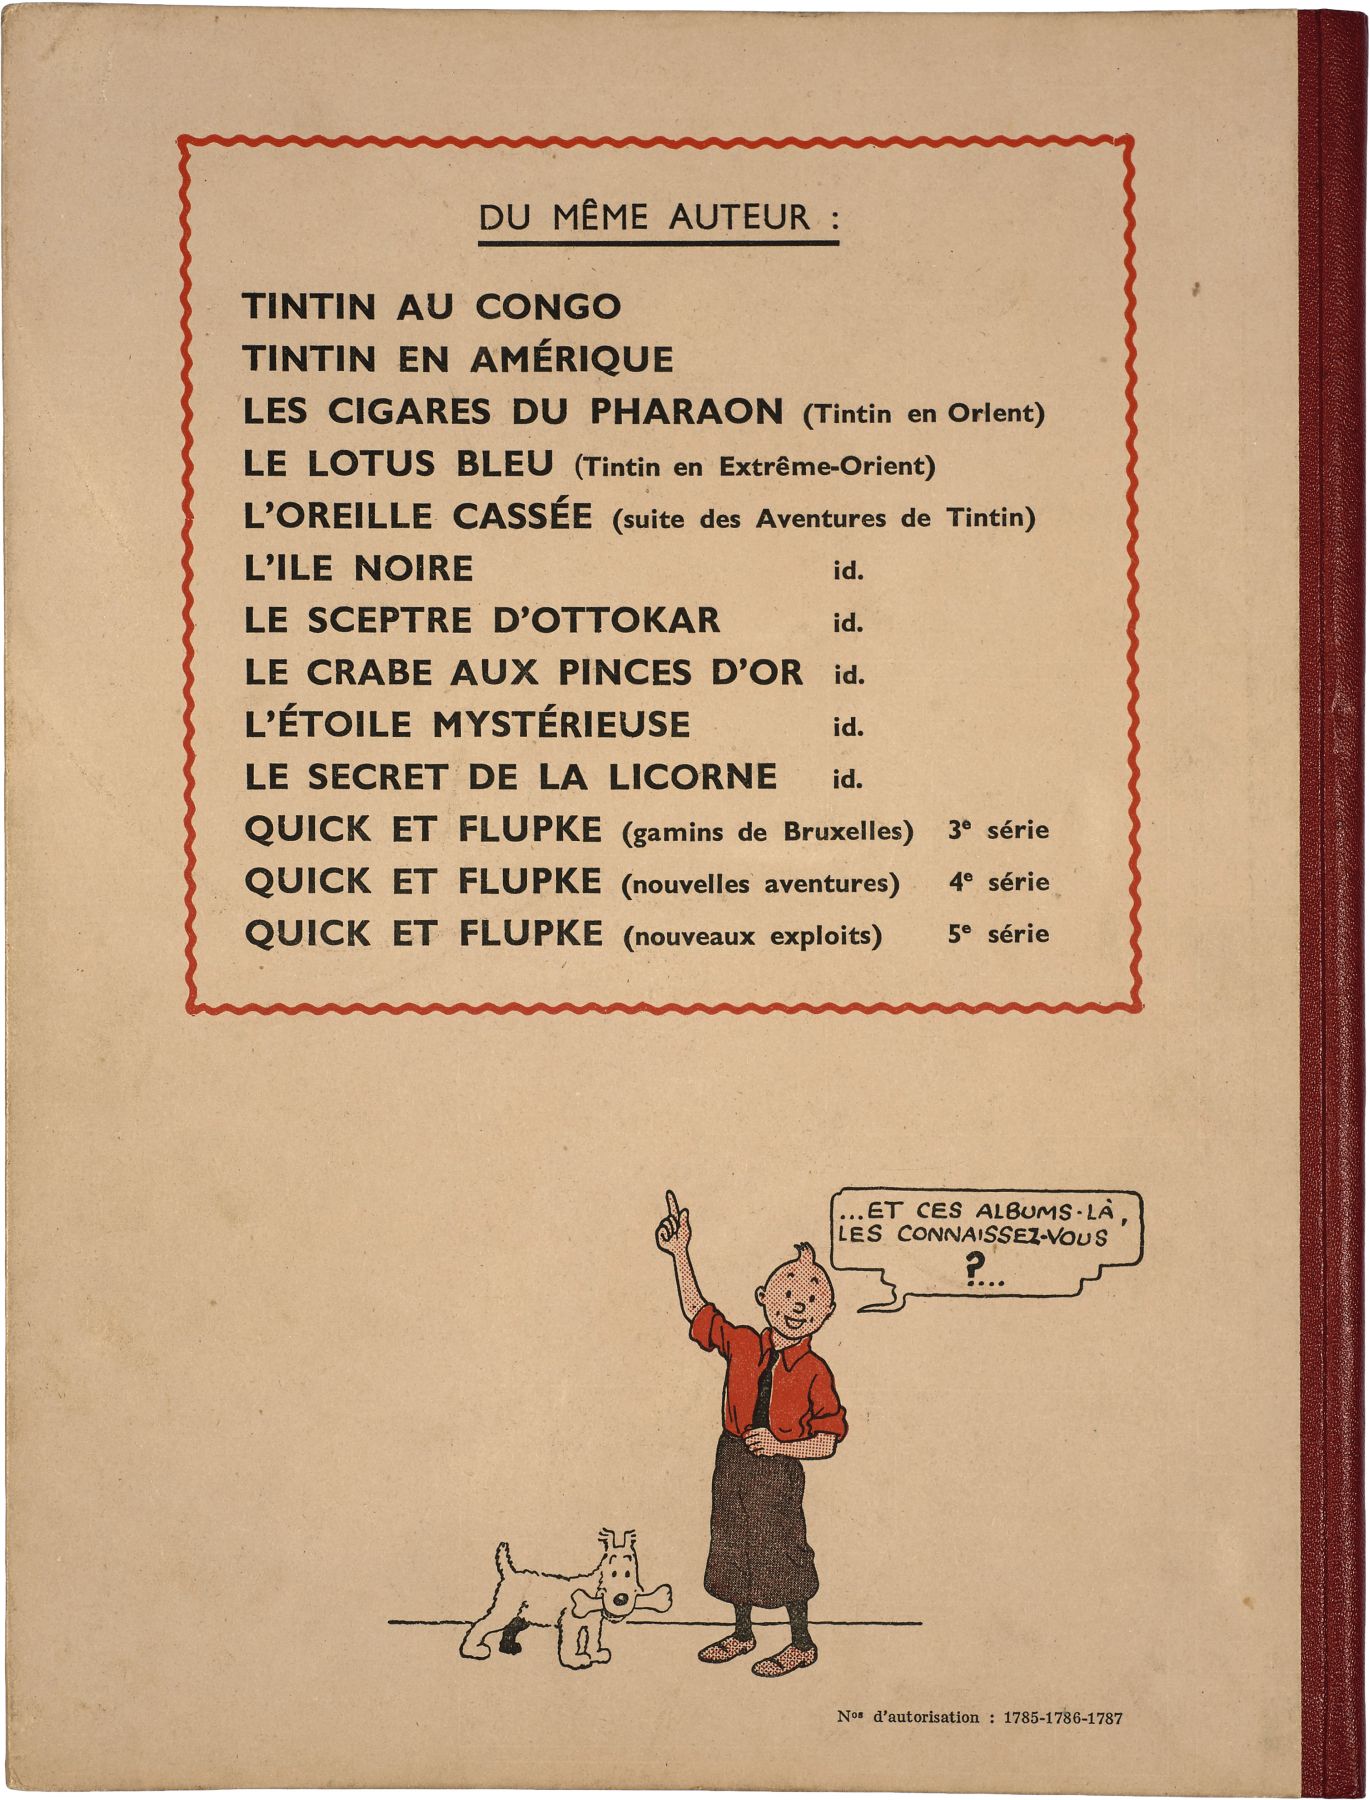 DU MÊME AUTEUR :
TINTIN AU CONGO
TINTIN EN AMÉRIQUE
LES CIGARES DU PHARAON (Tintin en Orient)
LE LOTUS BLEU (Tintin en Extrême-Orient)
L'OREILLE CASSÉE (suite des Aventures de Tintin)
L'ILE NOIRE id.
LE SCEPTRE D'OTTOKAR id.
LE CRABE AUX PINCES D'OR id.
L'ÉTOILE MYSTÉRIEUSE id.
LE SECRET DE LA LICORNE id.
QUICK ET FLUPKE (gamins de Bruxelles) 3e série
QUICK ET FLUPKE (nouvelles aventures) 4e série
QUICK ET FLUPKE (nouveaux exploits) 5e série
...ET CES ALBUMS-LÀ,
LES CONNAISSEZ-VOUS
?...
Nos d'autorisation : 1785-1786-1787